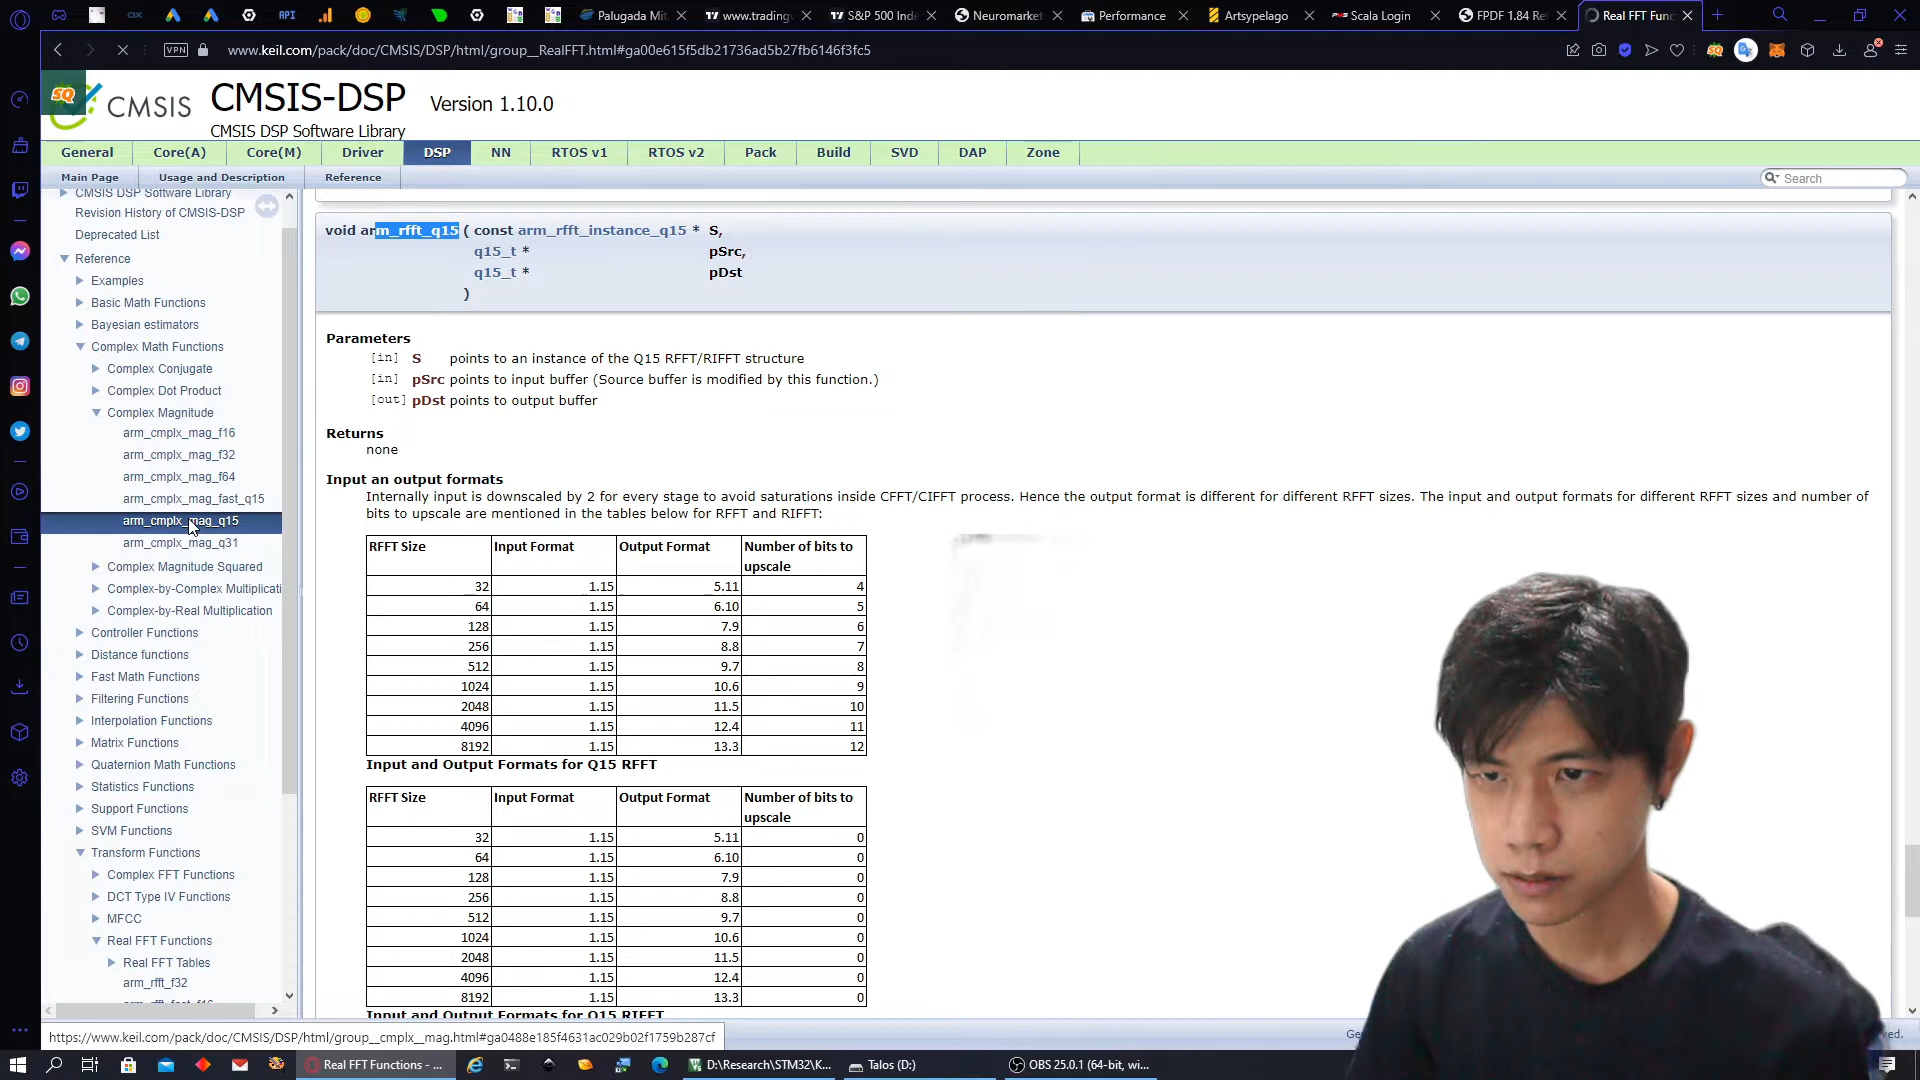 API
Palugada Mit
www.tradingv
S&P 500 Inde
Neuromarket
Performance
Artsypelago
Scala Login
FPDF 1.84 Re
Real FFT Func
VPN
www.keil.com/pack/doc/CMSIS/DSP/html/group__RealFFT.html#ga00e615f5db21736ad5b27fb6146f3fc5
SQ
CMSIS
CMSIS-DSP Version 1.10.0
CMSIS DSP Software Library
General Core(A) Core(M) Driver DSP NN RTOS v1 RTOS v2 Pack Build SVD DAP Zone
Main Page Usage and Description Reference
Search
CMSIS DSP Software Library
Revision History of CMSIS-DSP
Deprecated List
Reference
Examples
Basic Math Functions
Bayesian estimators
Complex Math Functions
Complex Conjugate
Complex Dot Product
Complex Magnitude
arm_cmplx_mag_f16
arm_cmplx_mag_f32
arm_cmplx_mag_f64
arm_cmplx_mag_fast_q15
arm_cmplx_mag_q15
arm_cmplx_mag_q31
Complex Magnitude Squared
Complex-by-Complex Multiplicati
Complex-by-Real Multiplication
Controller Functions
Distance functions
Fast Math Functions
Filtering Functions
Interpolation Functions
Matrix Functions
Quaternion Math Functions
Statistics Functions
Support Functions
SVM Functions
Transform Functions
Complex FFT Functions
DCT Type IV Functions
MFCC
Real FFT Functions
Real FFT Tables
arm_rfft_f32
arm_rfft_fast_f16
void arm_rfft_q15 ( const arm_rfft_instance_q15 * S,
q15_t * pSrc,
q15_t * pDst
)
Parameters
[in] S points to an instance of the Q15 RFFT/RIFFT structure
[in] pSrc points to input buffer (Source buffer is modified by this function.)
[out] pDst points to output buffer
Returns
none
Input an output formats
Internally input is downscaled by 2 for every stage to avoid saturations inside CFFT/CIFFT process. Hence the output format is different for different RFFT sizes. The input and output formats for different RFFT sizes and number of
bits to upscale are mentioned in the tables below for RFFT and RIFFT:
RFFT Size Input Format Output Format Number of bits to
upscale
32 1.15 5.11 4
64 1.15 6.10 5
128 1.15 7.9 6
256 1.15 8.8 7
512 1.15 9.7 8
1024 1.15 10.6 9
2048 1.15 11.5 10
4096 1.15 12.4 11
8192 1.15 13.3 12
Input and Output Formats for Q15 RFFT
RFFT Size Input Format Output Format Number of bits to
upscale
32 1.15 5.11 0
64 1.15 6.10 0
128 1.15 7.9 0
256 1.15 8.8 0
512 1.15 9.7 0
1024 1.15 10.6 0
2048 1.15 11.5 0
4096 1.15 12.4 0
8192 1.15 13.3 0
Input and Output Formats for Q15 RIFFT
https://www.keil.com/pack/doc/CMSIS/DSP/html/group__cmplx__mag.html#ga0488e185f4631ac029b02f1759b287cf
Ge
ved.
Real FFT Functions - ...
D:\Research\STM32\K...
Talos (D:)
OBS 25.0.1 (64-bit, wi...